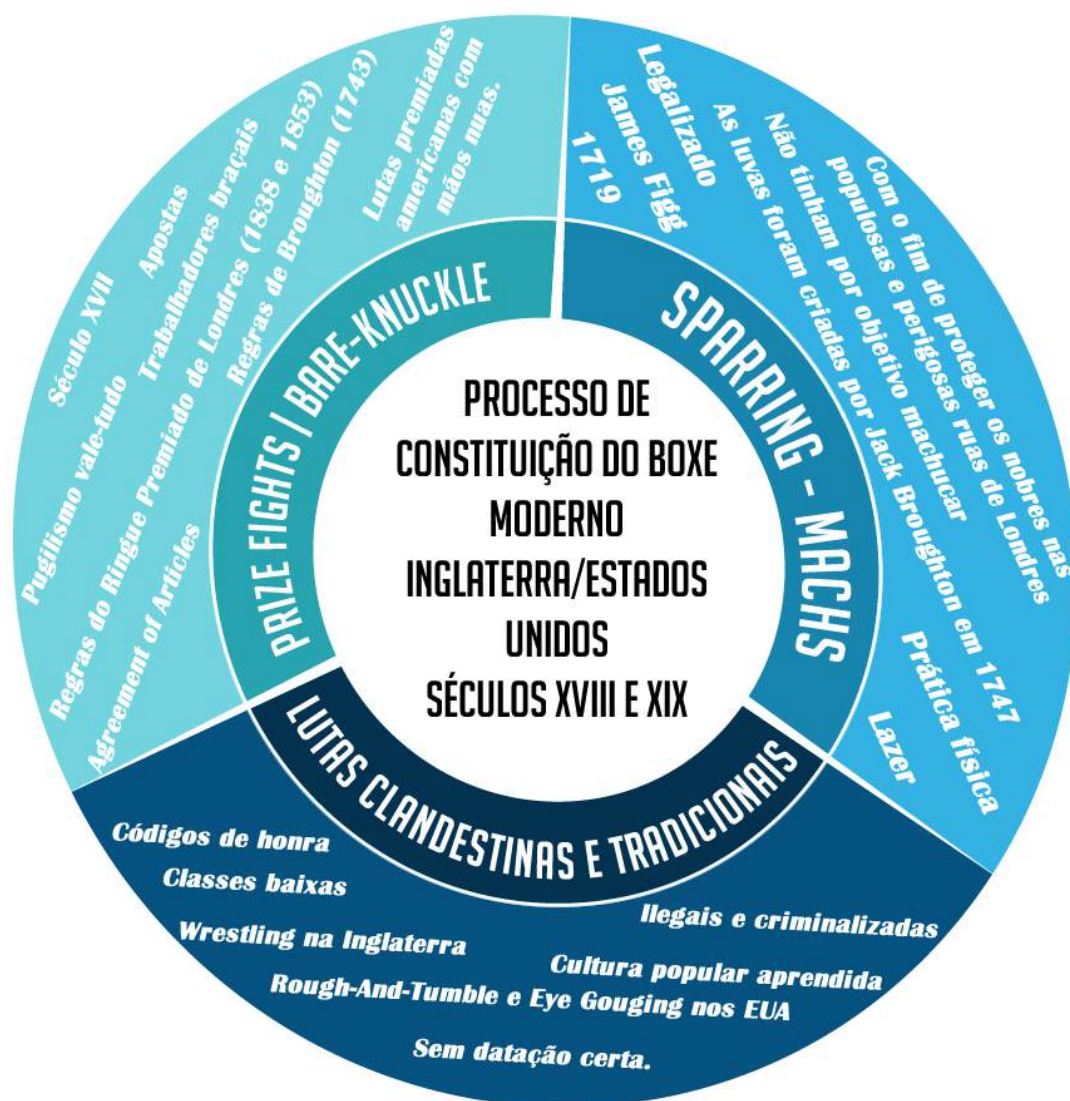 PROCESSO DE
CONSTITUIÇÃO DO BOXE
MODERNO
INGLATERRA/ESTADOS
UNIDOS
SÉCULOS XVIII E XIX
PRIZE FIGHTS | BARE-KNUCKLE
Século XVII
Apostas
Pugilismo vale-tudo
Trabalhadores braçais
Regras do Ringue Premiado de Londres (1838 e 1853)
Agreement of Articles
Regras de Broughton (1743)
Lutas premiadas
americanas com
mãos nuas.
SPARRING - MACHS
1719
James Figg
Legalizado
As luvas foram criadas por Jack Broughton em 1747
Não tinham por objetivo machucar
Com o fim de proteger os nobres nas
populosas e perigosas ruas de Londres
Prática física
Lazer
LUTAS CLANDESTINAS E TRADICIONAIS
Códigos de honra
Classes baixas
Ilegais e criminalizadas
Wrestling na Inglaterra
Cultura popular aprendida
Rough-And-Tumble e Eye Gouging nos EUA
Sem datação certa.